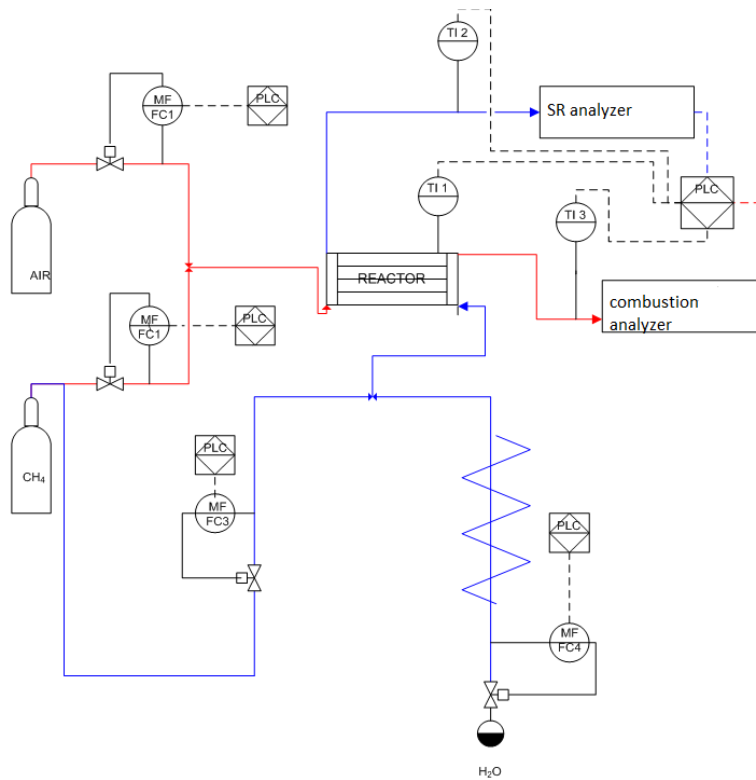 TI 2
MF
FC1
PLC
SR analyzer
AIR
TI 1
PLC
TI 3
REACTOR
combustion
analyzer
MF
FC1
PLC
CH₄
PLC
MF
FC3
PLC
MF
FC4
H₂O